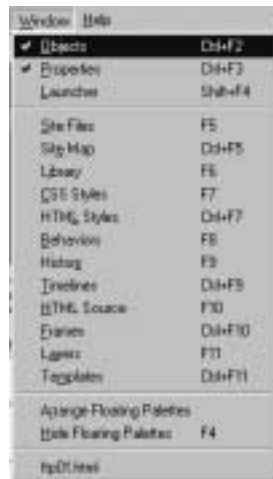 Window Help
Objects Ctrl+F2
Properties Ctrl+F3
Launcher Shift+F4
Site Files F5
Site Map Ctrl+F5
Library F6
CSS Styles F7
HTML Styles Ctrl+F7
Behaviors F8
History F9
Timelines Ctrl+F9
HTML Source F10
Frames Ctrl+F10
Layers F11
Templates Ctrl+F11
Arrange Floating Palettes
Hide Floating Palettes F4